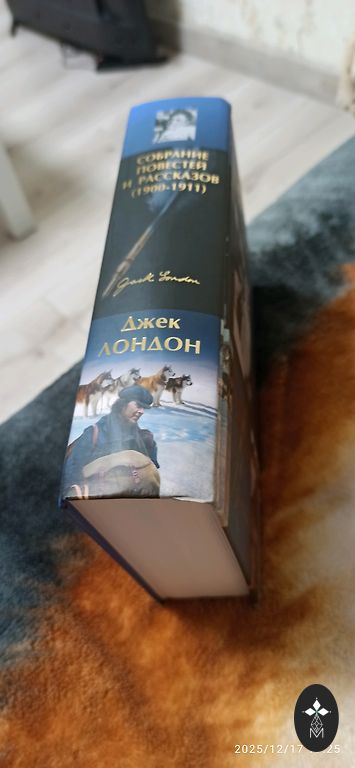 СОБРАНИЕ
ПОВЕСТЕЙ
И РАССКАЗОВ
(1900-1911)
Jack London
Джек
ЛОНДОН
M
2025/12/17